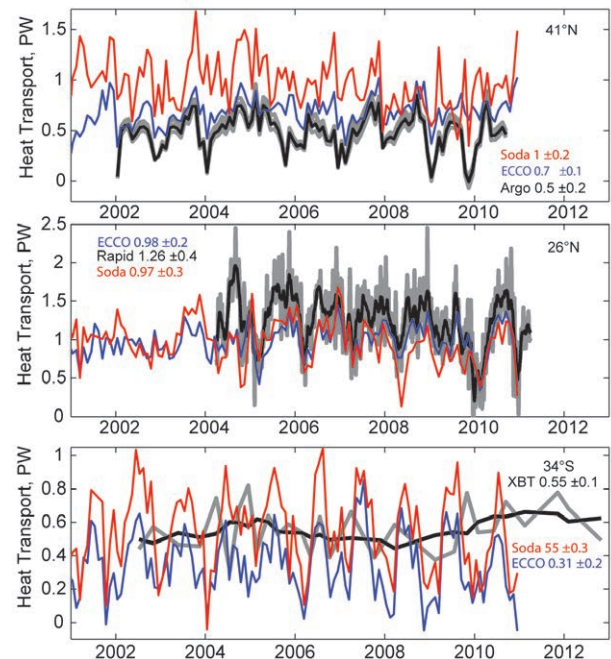 Heat Transport, PW
1.5
1
0.5
0
41°N
Soda 1 ±0.2
ECCO 0.7 ±0.1
Argo 0.5 ±0.2
2002 2004 2006 2008 2010 2012
Heat Transport, PW
2.5
2
1.5
1
0.5
0
ECCO 0.98 ±0.2
Rapid 1.26 ±0.4
Soda 0.97 ±0.3
26°N
2002 2004 2006 2008 2010 2012
Heat Transport, PW
1
0.8
0.6
0.4
0.2
0
34°S
XBT 0.55 ±0.1
Soda 55 ±0.3
ECCO 0.31 ±0.2
2002 2004 2006 2008 2010 2012